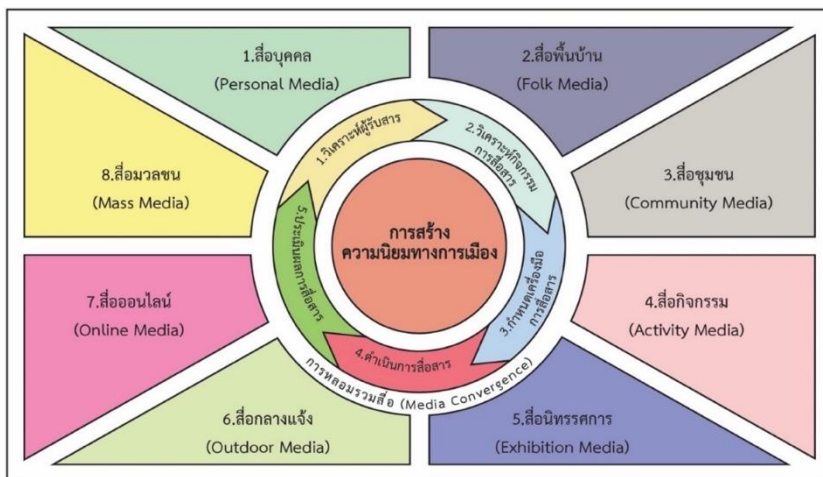 1.สื่อบุคคล
(Personal Media)
2.สื่อพื้นบ้าน
(Folk Media)
3.สื่อชุมชน
(Community Media)
4.สื่อกิจกรรม
(Activity Media)
5.สื่อนิทรรศการ
(Exhibition Media)
6.สื่อกลางแจ้ง
(Outdoor Media)
7.สื่อออนไลน์
(Online Media)
8.สื่อมวลชน
(Mass Media)
1.วิเคราะห์ผู้รับสาร
2.วิเคราะห์กิจกรรม
การสื่อสาร
3.กำหนดเครื่องมือ
การสื่อสาร
4.ดำเนินการสื่อสาร
5.ประเมินผลการสื่อสาร
การสร้าง
ความนิยมทางการเมือง
การหลอมรวมสื่อ (Media Convergence)